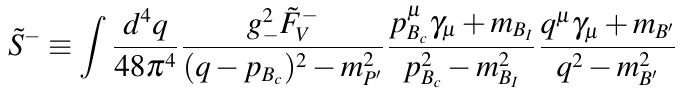 $\tilde{S}^{-} \equiv \int \frac{d^4q}{48\pi^4} \frac{g_{-}^{2}\tilde{F}_{V}^{-}}{(q-p_{B_c})^2-m_{P'}^2} \frac{p_{B_c}^{\mu}\gamma_{\mu}+m_{B_I}}{p_{B_c}^2-m_{B_I}^2} \frac{q^{\mu}\gamma_{\mu}+m_{B'}}{q^2-m_{B'}^2}$